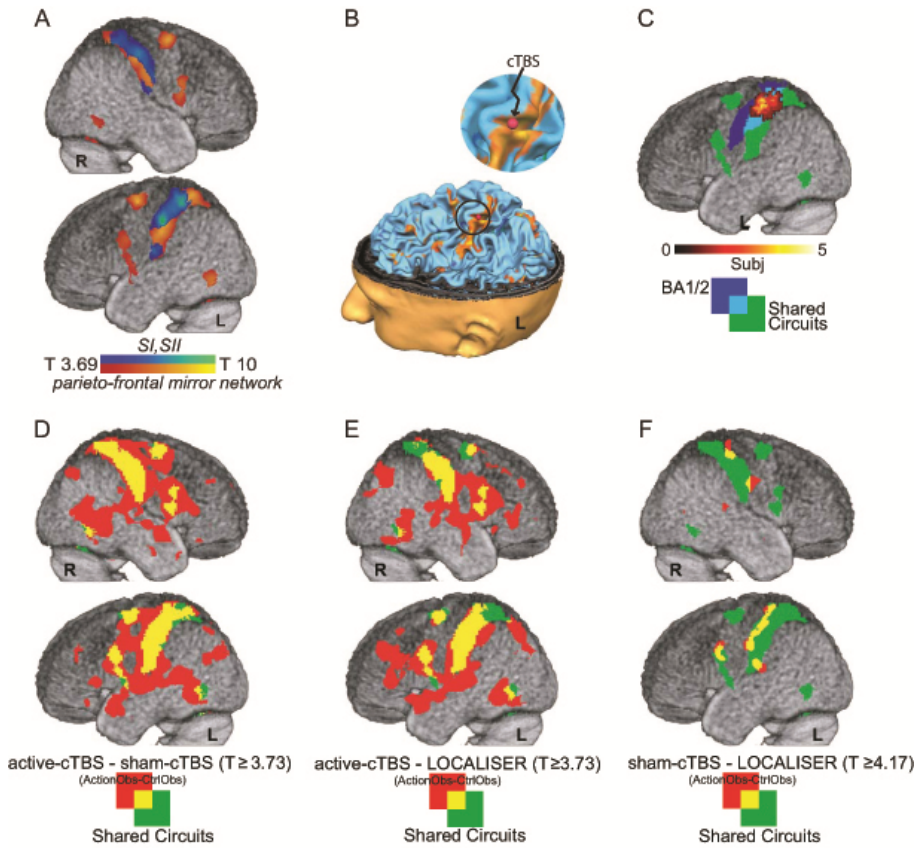 A
B
C
R
cTBS
L
L
L
SI,SII
T 3.69 T 10
parieto-frontal mirror network
0 5
Subj
BA1/2
Shared
Circuits
D
E
F
R
R
R
L
L
L
active-cTBS - sham-cTBS (T ≥ 3.73)
(ActionObs-CtrlObs)
Shared Circuits
active-cTBS - LOCALISER (T ≥3.73)
(ActionObs-CtrlObs)
Shared Circuits
sham-cTBS - LOCALISER (T ≥4.17)
(ActionObs-CtrlObs)
Shared Circuits